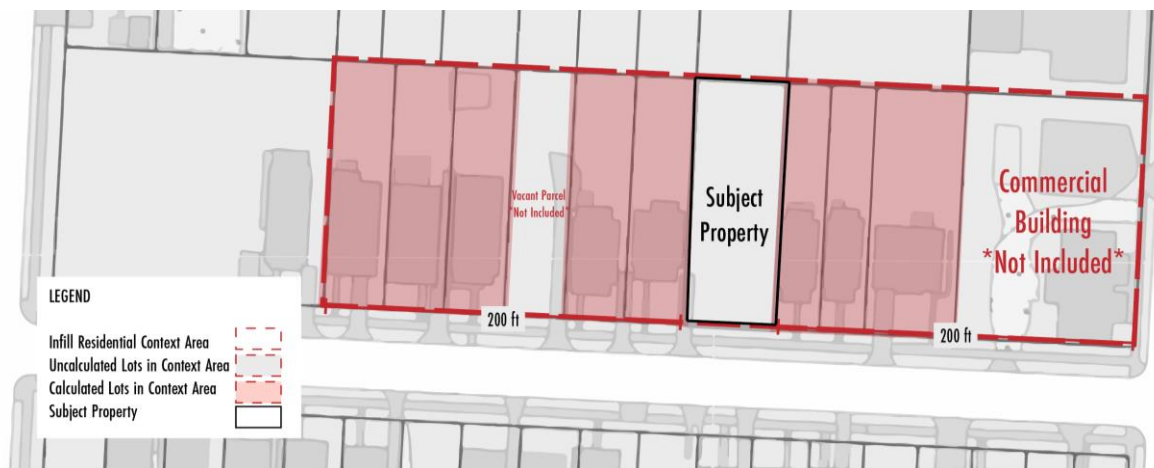 Vacant Parcel
*Not Included*
Subject
Property
Commercial
Building
*Not Included*
200 ft
200 ft
LEGEND
Infill Residential Context Area
Uncalculated Lots in Context Area
Calculated Lots in Context Area
Subject Property